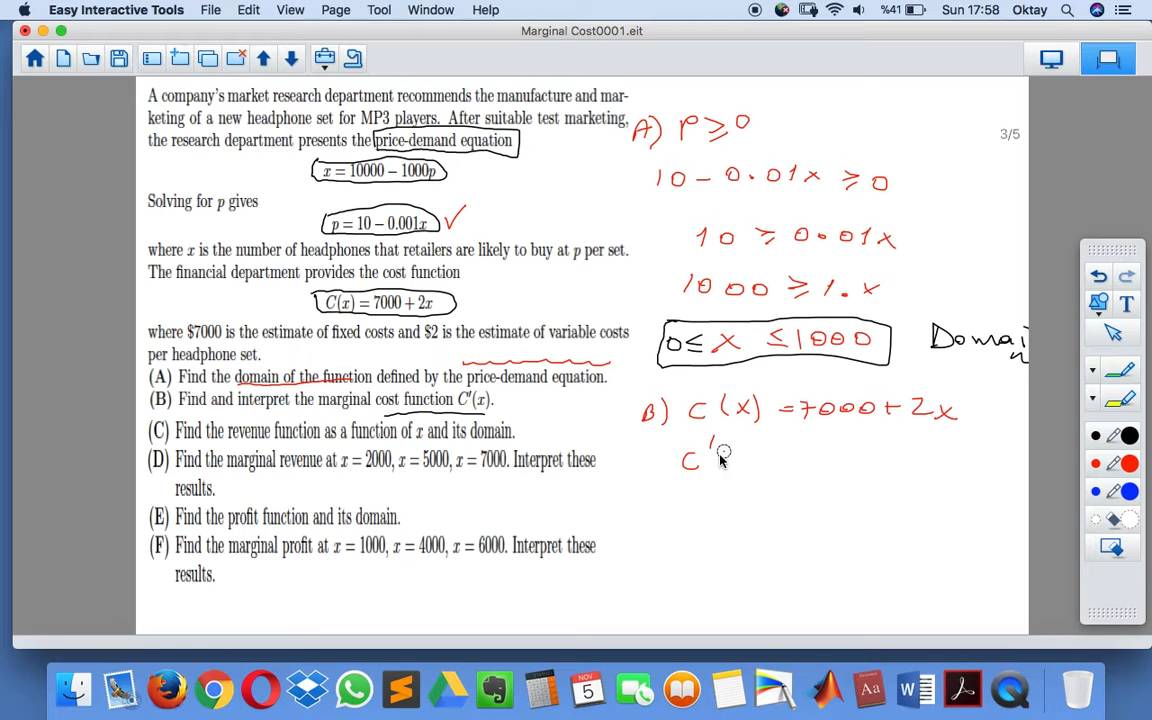 Easy Interactive Tools File Edit View Page Tool Window Help %41 Sun 17:58 Oktay
Marginal Cost0001.eit
A company's market research department recommends the manufacture and mar-
keting of a new headphone set for MP3 players. After suitable test marketing,
the research department presents the price-demand equation
x = 10000 − 1000p
Solving for p gives
p = 10 − 0.001x ✓
where x is the number of headphones that retailers are likely to buy at p per set.
The financial department provides the cost function
C(x) = 7000 + 2x
where $7000 is the estimate of fixed costs and $2 is the estimate of variable costs
per headphone set.
(A) Find the domain of the function defined by the price-demand equation.
(B) Find and interpret the marginal cost function C′(x).
(C) Find the revenue function as a function of x and its domain.
(D) Find the marginal revenue at x = 2000, x = 5000, x = 7000. Interpret these
results.
(E) Find the profit function and its domain.
(F) Find the marginal profit at x = 1000, x = 4000, x = 6000. Interpret these
results.
A) P ≥ 0
10 − 0.01x ≥ 0
10 ≥ 0.01x
1000 ≥ 1.x
0 ≤ x ≤ 1000 Domain
B) C(x) = 7000 + 2x
C'
3/5
T
NOV
5
Aa
W